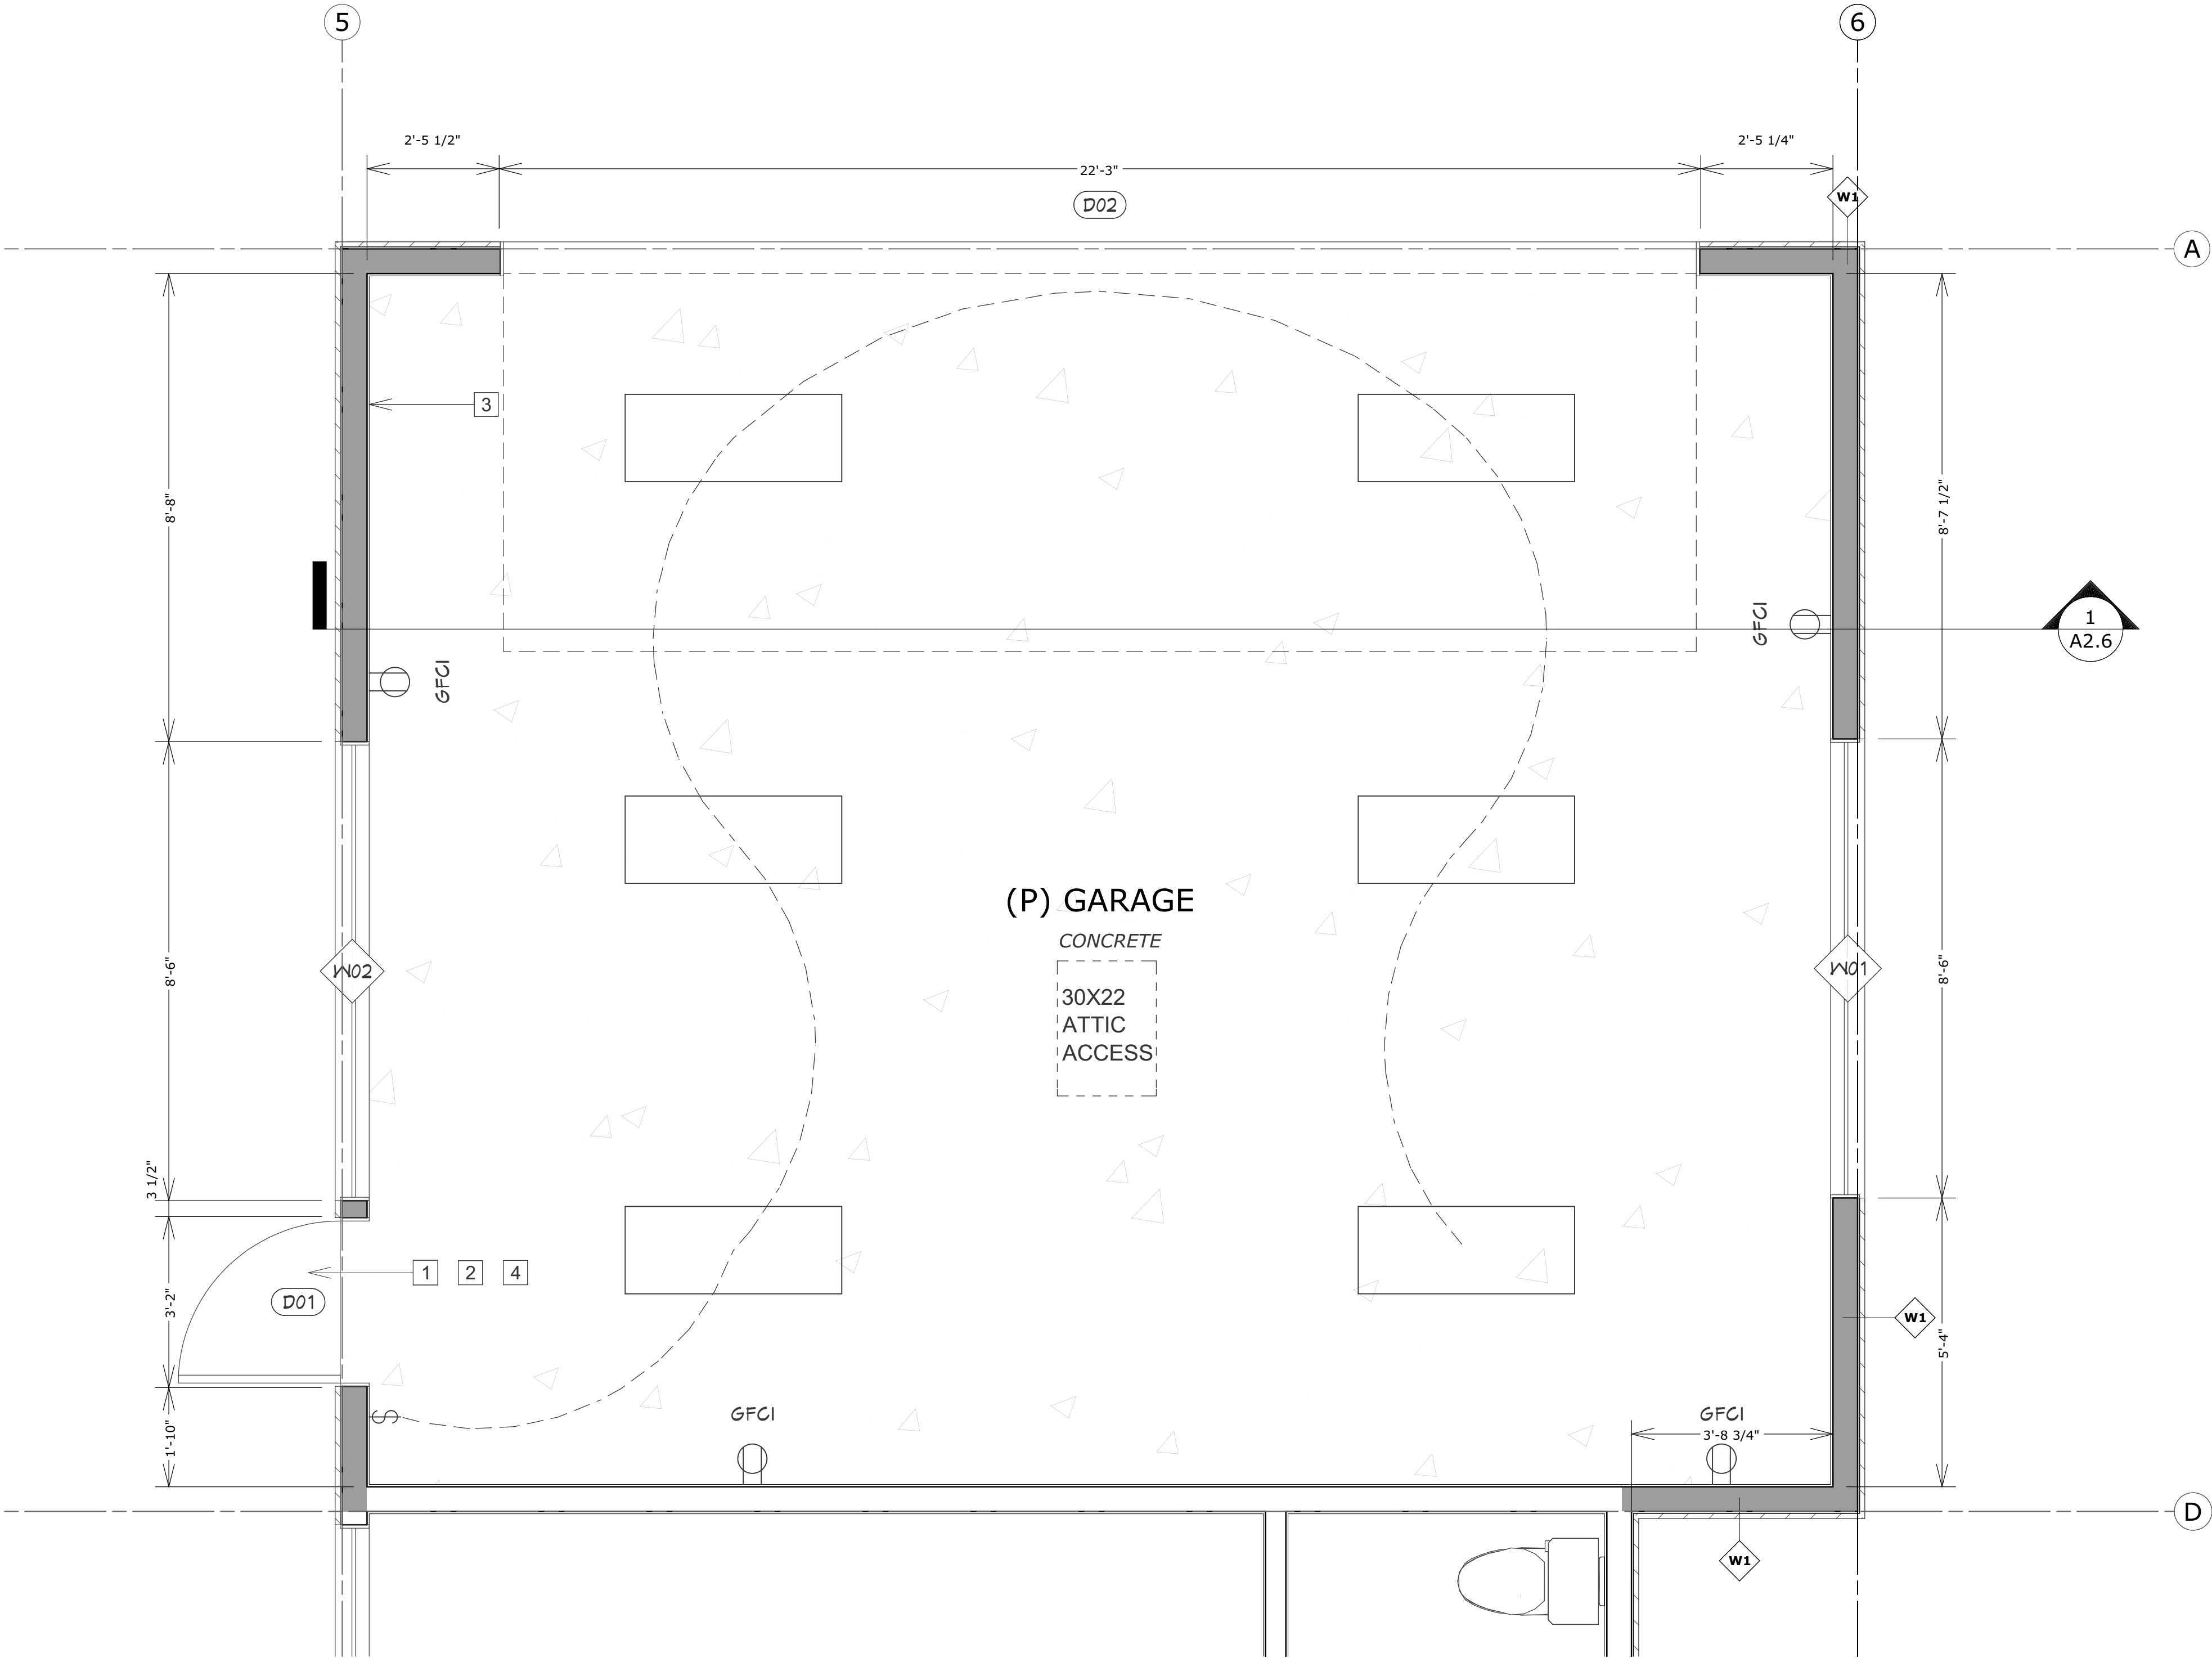 5
6
2'-5 1/2"
22'-3"
2'-5 1/4"
D02
W1
A
3
8'-8"
8'-7 1/2"
GFCI
GFCI
1
A2.6
(P) GARAGE
CONCRETE
30X22
ATTIC
ACCESS
W02
W01
8'-6"
8'-6"
3 1/2"
1 2 4
D01
3'-2"
W1
5'-4"
S
GFCI
GFCI
3'-8 3/4"
1'-10"
D
W1